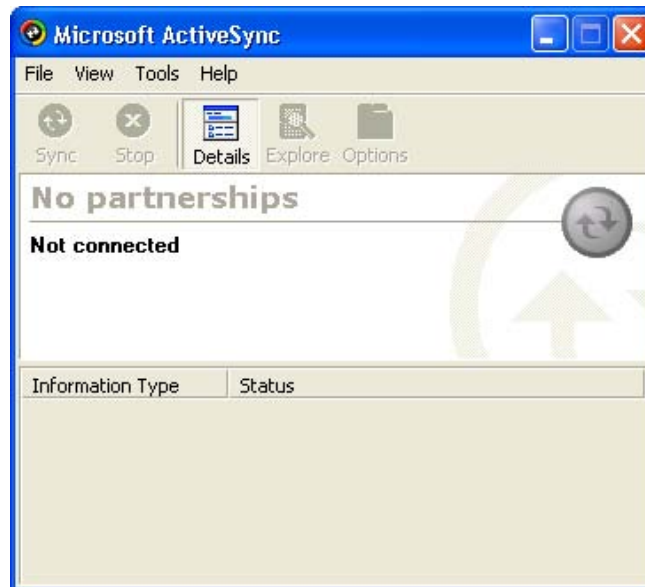 Microsoft ActiveSync
File View Tools Help
Sync Stop Details Explore Options
No partnerships
Not connected
Information Type Status